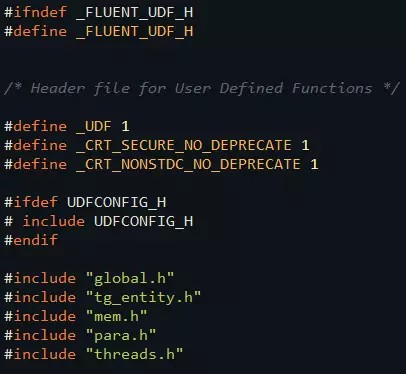 #ifndef _FLUENT_UDF_H
#define _FLUENT_UDF_H
/* Header file for User Defined Functions */
#define _UDF 1
#define _CRT_SECURE_NO_DEPRECATE 1
#define _CRT_NONSTDC_NO_DEPRECATE 1
#ifdef UDFCONFIG_H
# include UDFCONFIG_H
#endif
#include "global.h"
#include "tg_entity.h"
#include "mem.h"
#include "para.h"
#include "threads.h"